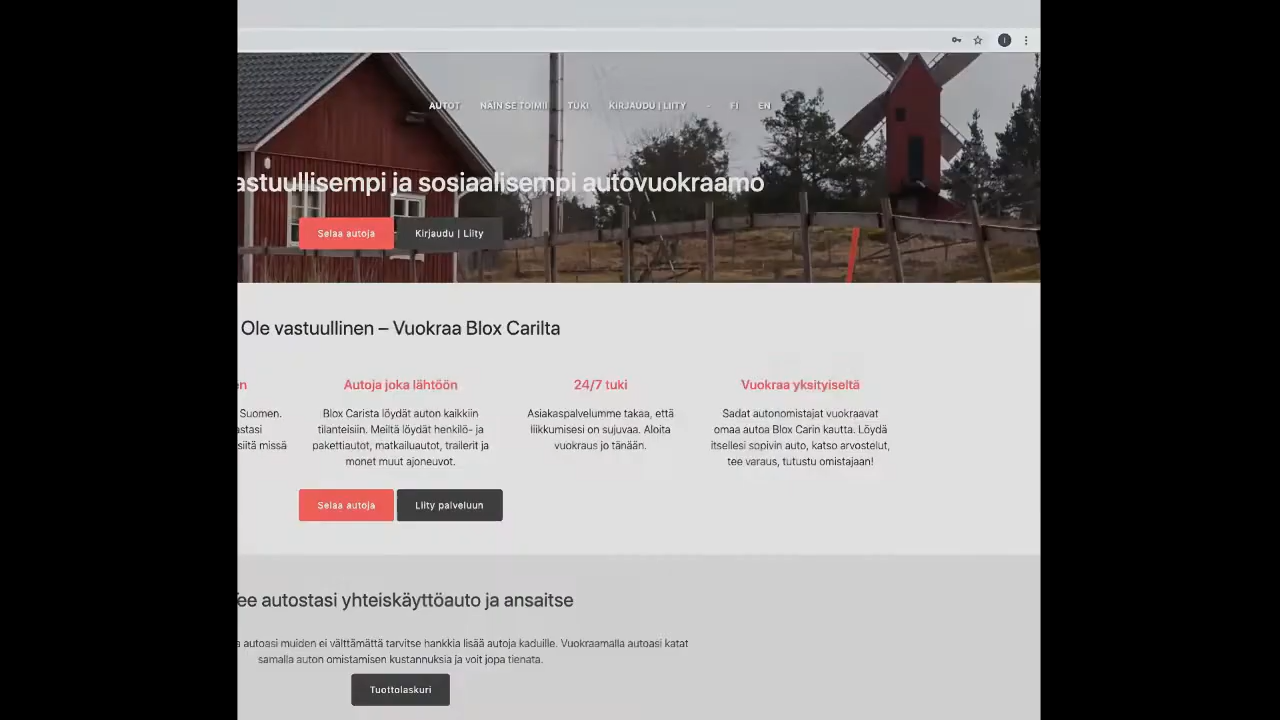 AUTOT NÄIN SE TOIMII TUKI KIRJAUDU | LIITY - FI EN
astuullisempi ja sosiaalisempi autovuokraamo
Selaa autoja Kirjaudu | Liity
Ole vastuullinen – Vuokraa Blox Carilta
en
Suomen.
astasi
siitä missä
Autoja joka lähtöön
Blox Carista löydät auton kaikkiin
tilanteisiin. Meiltä löydät henkilö- ja
pakettiautot, matkailuautot, trailerit ja
monet muut ajoneuvot.
24/7 tuki
Asiakaspalvelumme takaa, että
liikkumisesi on sujuvaa. Aloita
vuokraus jo tänään.
Vuokraa yksityiseltä
Sadat autonomistajat vuokraavat
omaa autoa Blox Carin kautta. Löydä
itsellesi sopivin auto, katso arvostelut,
tee varaus, tutustu omistajaan!
Selaa autoja Liity palveluun
Tee autostasi yhteiskäyttöauto ja ansaitse
a autoasi muiden ei välttämättä tarvitse hankkia lisää autoja kaduille. Vuokraamalla autoasi katat
samalla auton omistamisen kustannuksia ja voit jopa tienata.
Tuottolaskuri